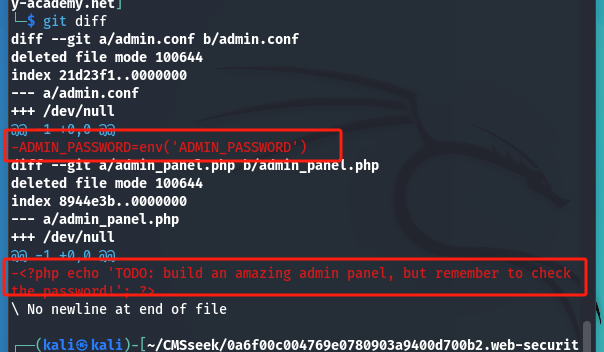 y-academy.net]
└─$ git diff
diff --git a/admin.conf b/admin.conf
deleted file mode 100644
index 21d23f1..0000000
--- a/admin.conf
+++ /dev/null
@@ -1 +0,0 @@
-ADMIN_PASSWORD=env('ADMIN_PASSWORD')
diff --git a/admin_panel.php b/admin_panel.php
deleted file mode 100644
index 8944e3b..0000000
--- a/admin_panel.php
+++ /dev/null
@@ -1 +0,0 @@
-<?php echo 'TODO: build an amazing admin panel, but remember to check
the password!'; ?>
\ No newline at end of file
┌──(kali㉿kali)-[~/CMSseek/0a6f00c004769e0780903a9400d700b2.web-securit